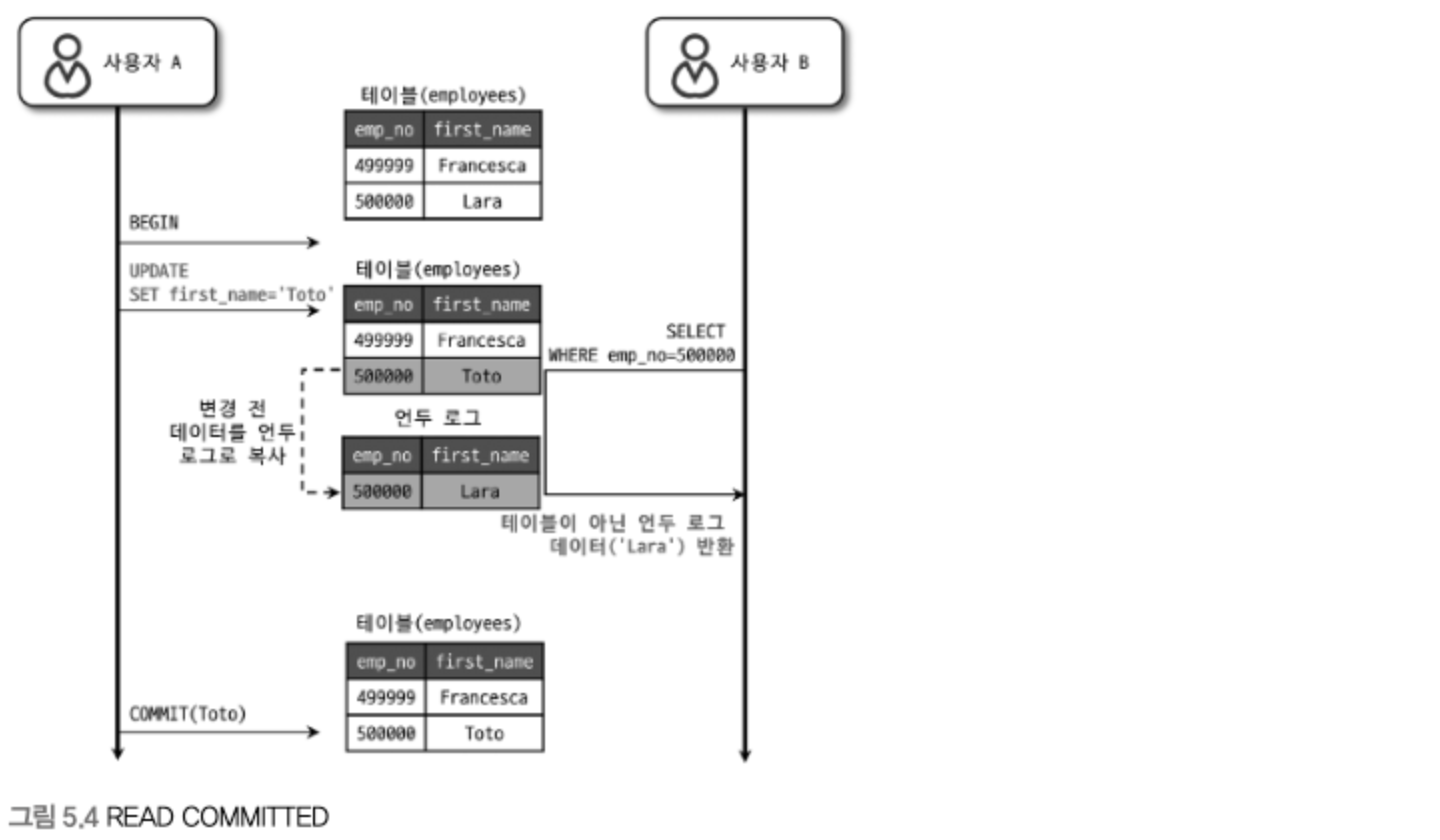 사용자 A
사용자 B
테이블(employees)
emp_no first_name
499999 Francesca
500000 Lara
BEGIN
UPDATE
SET first_name='Toto'
테이블(employees)
emp_no first_name
499999 Francesca
500000 Toto
SELECT
WHERE emp_no=500000
변경 전
데이터를 언두
로그로 복사
언두 로그
emp_no first_name
500000 Lara
테이블이 아닌 언두 로그
데이터('Lara') 반환
테이블(employees)
emp_no first_name
499999 Francesca
500000 Toto
COMMIT(Toto)
그림 5.4 READ COMMITTED